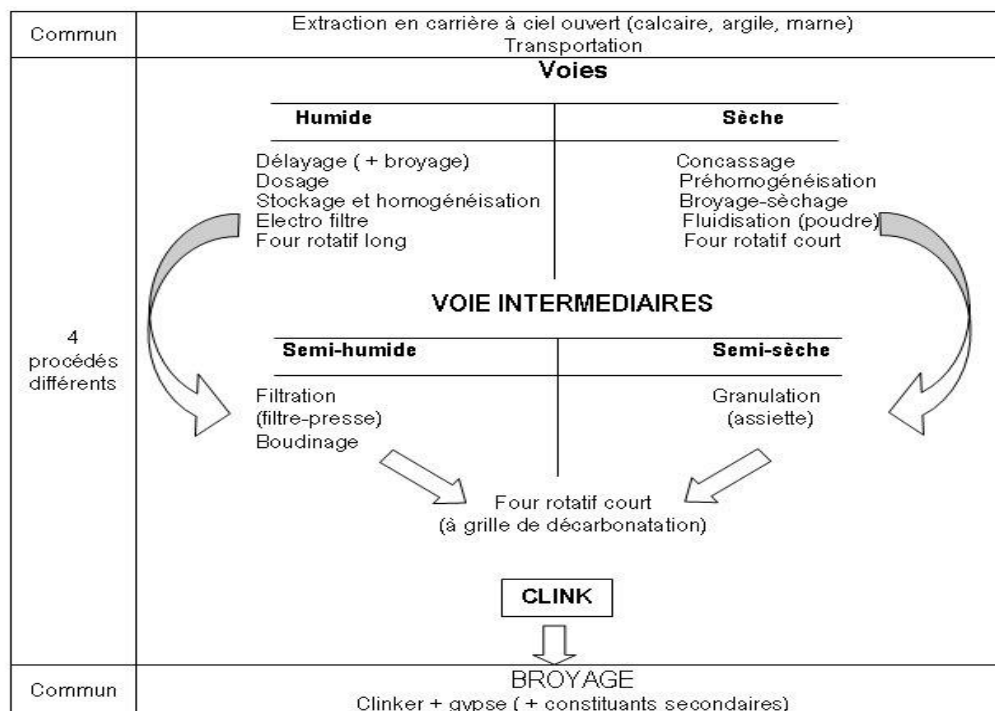 Commun
Extraction en carrière à ciel ouvert (calcaire, argile, marne)
Transportation
4
procédés
différents
Voies
Humide
Délayage ( + broyage)
Dosage
Stockage et homogénéisation
Electro filtre
Four rotatif long
Sèche
Concassage
Préhomogénéisation
Broyage-sèchage
Fluidisation (poudre)
Four rotatif court
VOIE INTERMEDIAIRES
Semi-humide
Filtration
(filtre-presse)
Boudinage
Semi-sèche
Granulation
(assiette)
Four rotatif court
(à grille de décarbonatation)
CLINK
Commun
BROYAGE
Clinker + gypse ( + constituants secondaires)